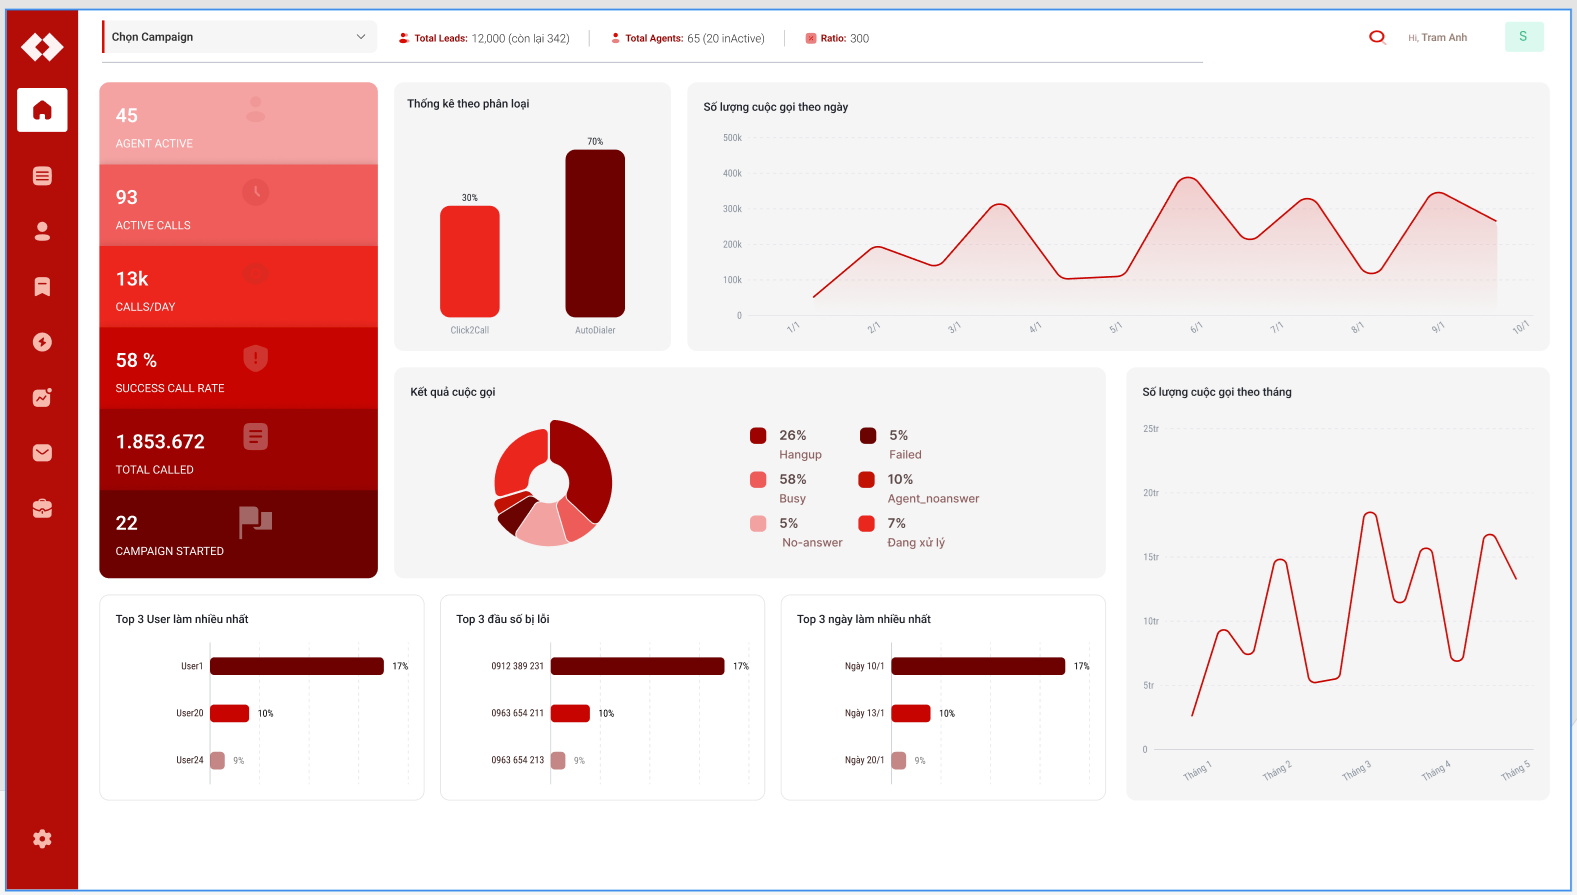 Chọn Campaign
Total Leads: 12,000 (còn lại 342)
Total Agents: 65 (20 inActive)
Ratio: 300
Hi, Tram Anh
S
45
AGENT ACTIVE
93
ACTIVE CALLS
13k
CALLS/DAY
58 %
SUCCESS CALL RATE
1.853.672
TOTAL CALLED
22
CAMPAIGN STARTED
Thống kê theo phân loại
70%
30%
Click2Call
AutoDialer
Số lượng cuộc gọi theo ngày
500k
400k
300k
200k
100k
0
1/1
2/1
3/1
4/1
5/1
6/1
7/1
8/1
9/1
10/1
Kết quả cuộc gọi
26%
Hangup
5%
Failed
58%
Busy
10%
Agent_noanswer
5%
No-answer
7%
Đang xử lý
Số lượng cuộc gọi theo tháng
25tr
20tr
15tr
10tr
5tr
0
Tháng 1
Tháng 2
Tháng 3
Tháng 4
Tháng 5
Top 3 User làm nhiều nhất
User1
17%
User20
10%
User24
9%
Top 3 đầu số bị lỗi
0912 389 231
17%
0963 654 211
10%
0963 654 213
9%
Top 3 ngày làm nhiều nhất
Ngày 10/1
17%
Ngày 13/1
10%
Ngày 20/1
9%